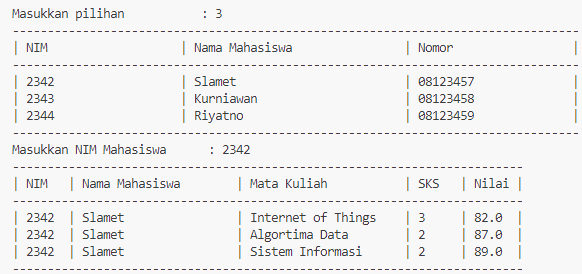 Masukkan pilihan : 3
-----------------------------------------------------------------------------------
| NIM | Nama Mahasiswa | Nomor |
-----------------------------------------------------------------------------------
| 2342 | Slamet | 08123457 |
| 2343 | Kurniawan | 08123458 |
| 2344 | Riyatno | 08123459 |
-----------------------------------------------------------------------------------
Masukkan NIM Mahasiswa : 2342
---------------------------------------------------------------------------
| NIM | Nama Mahasiswa | Mata Kuliah | SKS | Nilai |
---------------------------------------------------------------------------
| 2342 | Slamet | Internet of Things | 3 | 82.0 |
| 2342 | Slamet | Algortima Data | 2 | 87.0 |
| 2342 | Slamet | Sistem Informasi | 2 | 89.0 |
---------------------------------------------------------------------------